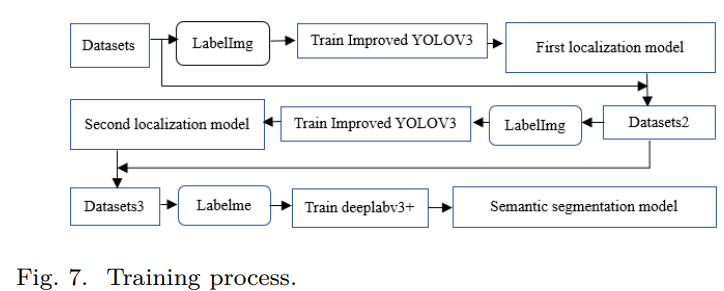 Datasets
LabelImg
Train Improved YOLOV3
First localization model
Second localization model
Train Improved YOLOV3
LabelImg
Datasets2
Datasets3
Labelme
Train deeplabv3+
Semantic segmentation model
Fig. 7. Training process.